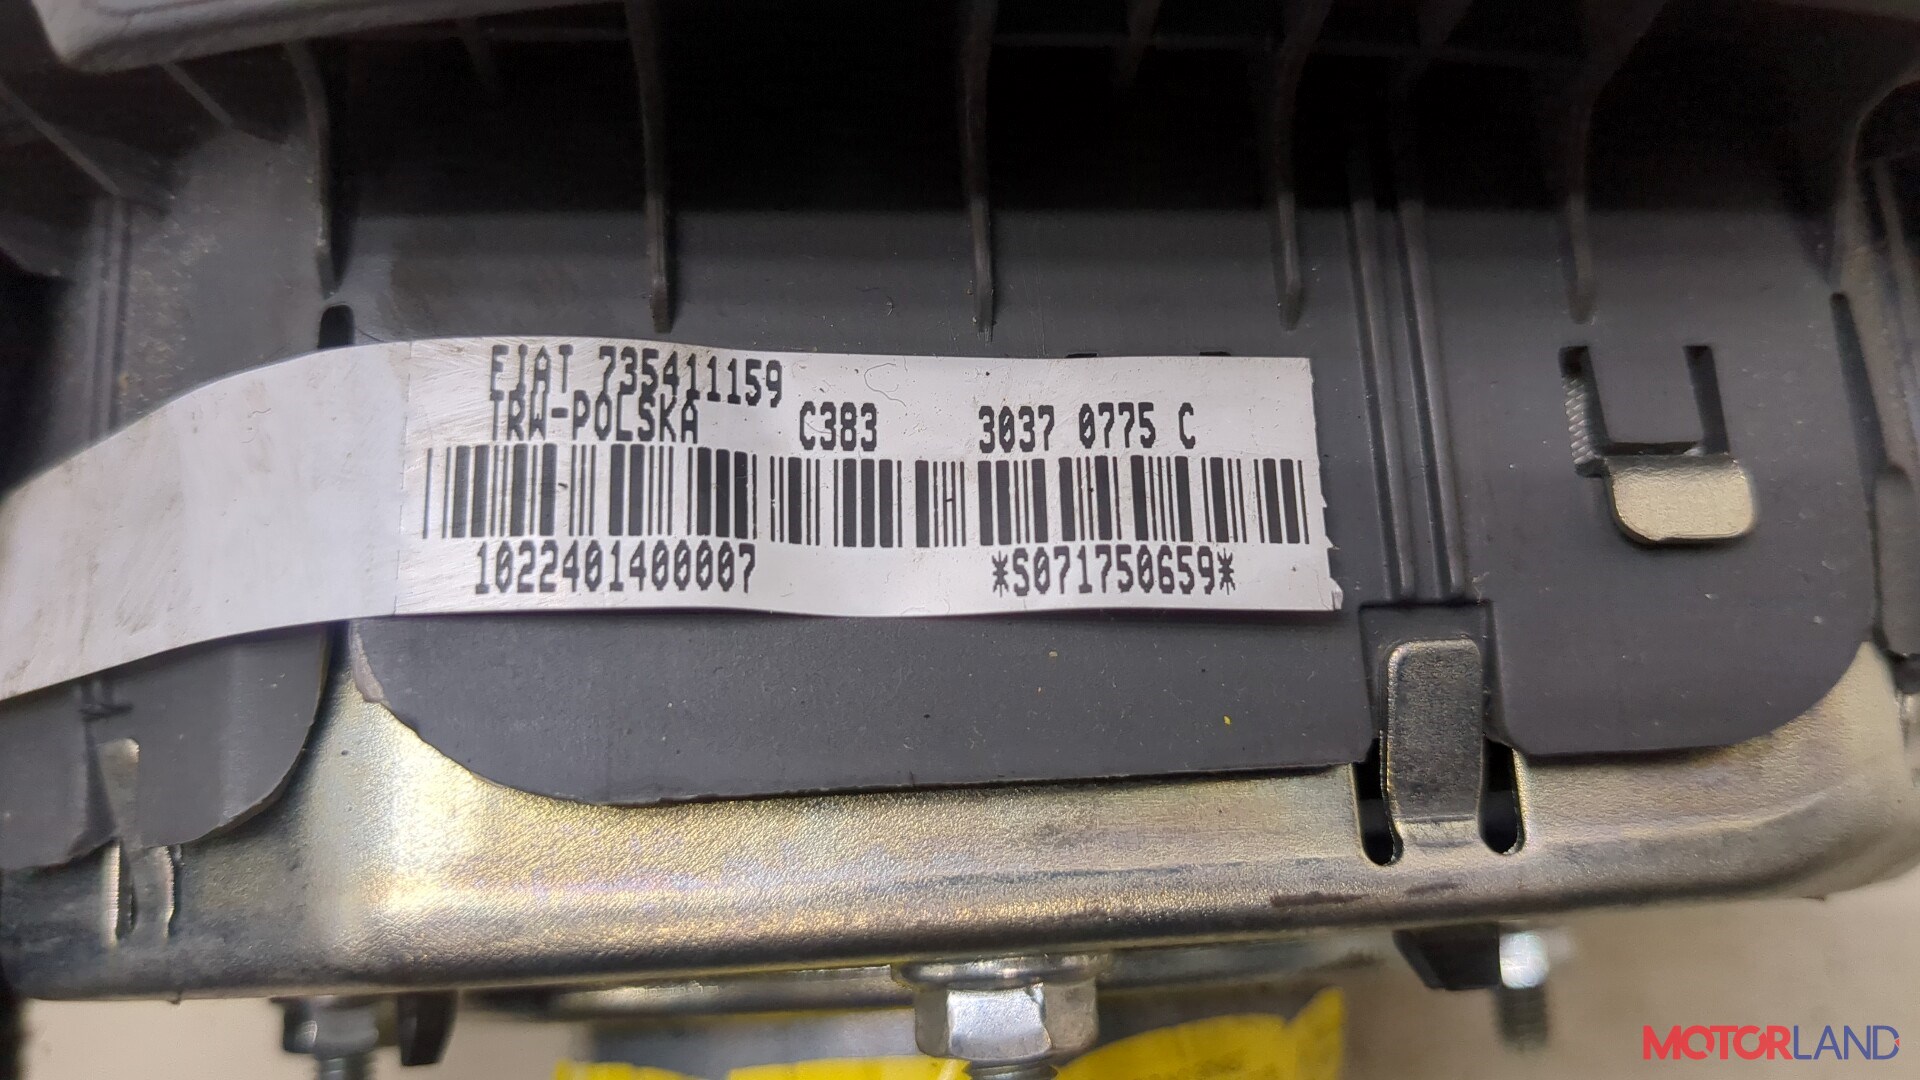 FIAT 735411159
TRW-POLSKA C383 3037 0775 C
1022401400007 *S071750659*
MOTORLAND